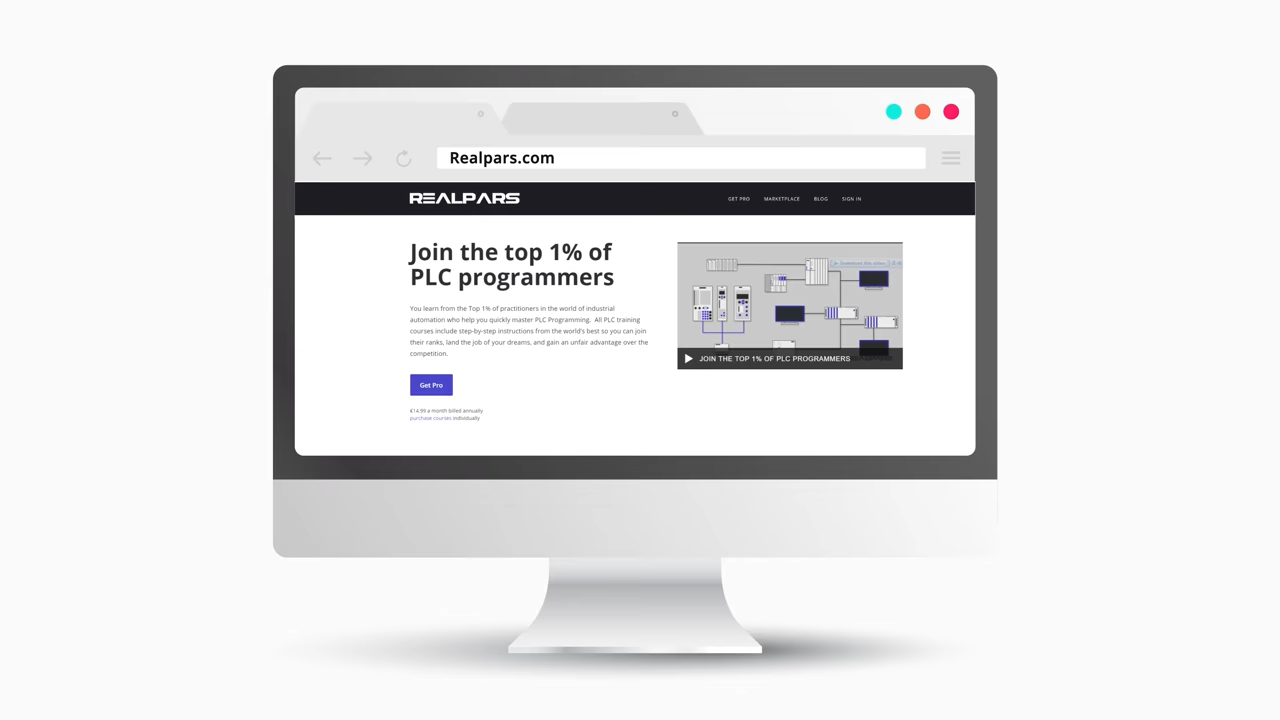 Realpars.com
REALPARS
GET PRO MARKETPLACE BLOG SIGN IN
Join the top 1% of
PLC programmers
You learn from the Top 1% of practitioners in the world of industrial
automation who help you quickly master PLC Programming. All PLC training
courses include step-by-step instructions from the world's best so you can join
their ranks, land the job of your dreams, and gain an unfair advantage over the
competition.
Get Pro
€14.99 a month billed annually
purchase courses individually
JOIN THE TOP 1% OF PLC PROGRAMMERS